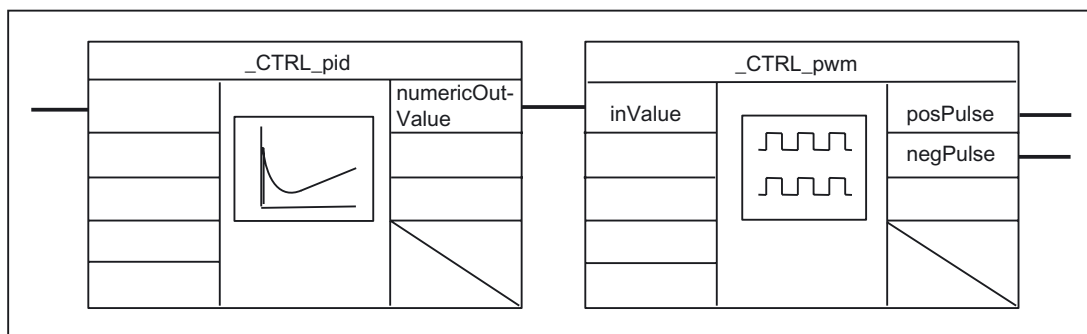 _CTRL_pid
numericOut-
Value
_CTRL_pwm
inValue
posPulse
negPulse